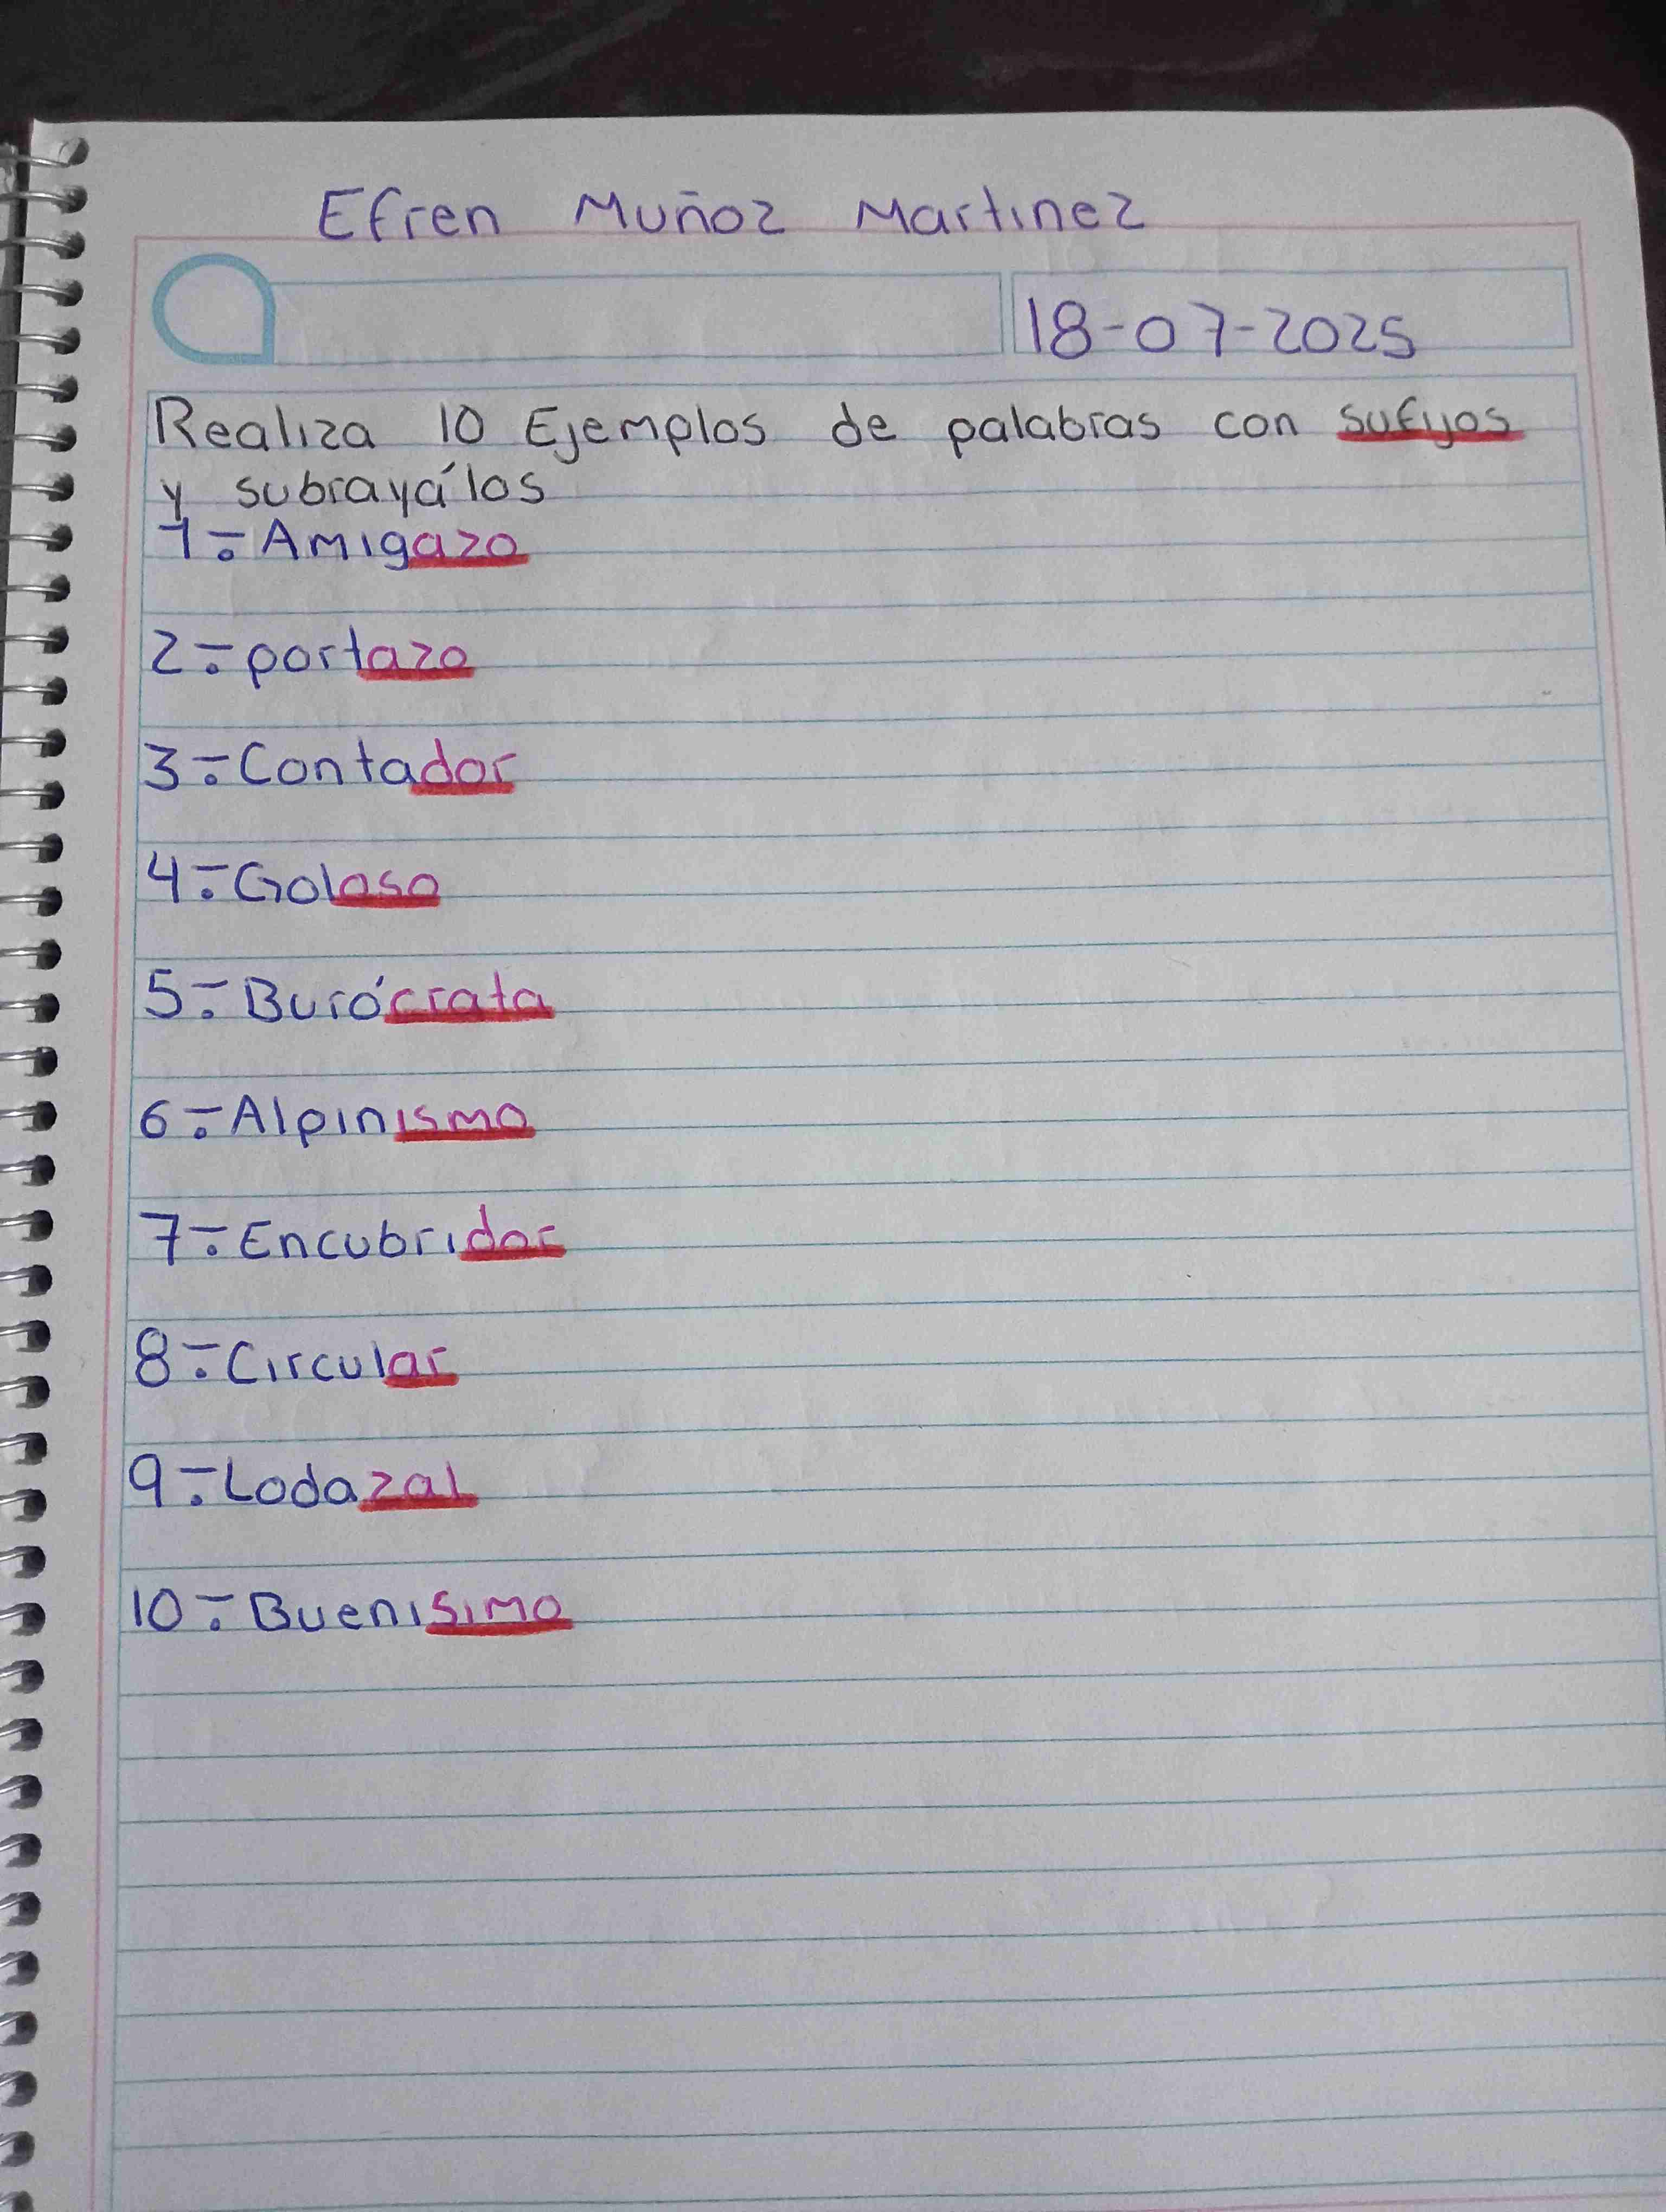 Efren Muñoz Martinez
18-07-2025
Realiza 10 Ejemplos de palabras con sufijos
y subrayálos
1.- Amigazo
2.- portazo
3.- Contador
4.- Goloso
5.- Burócrata
6.- Alpinismo
7.- Encubridor
8.- Circular
9.- Lodazal
10.- Buenisimo